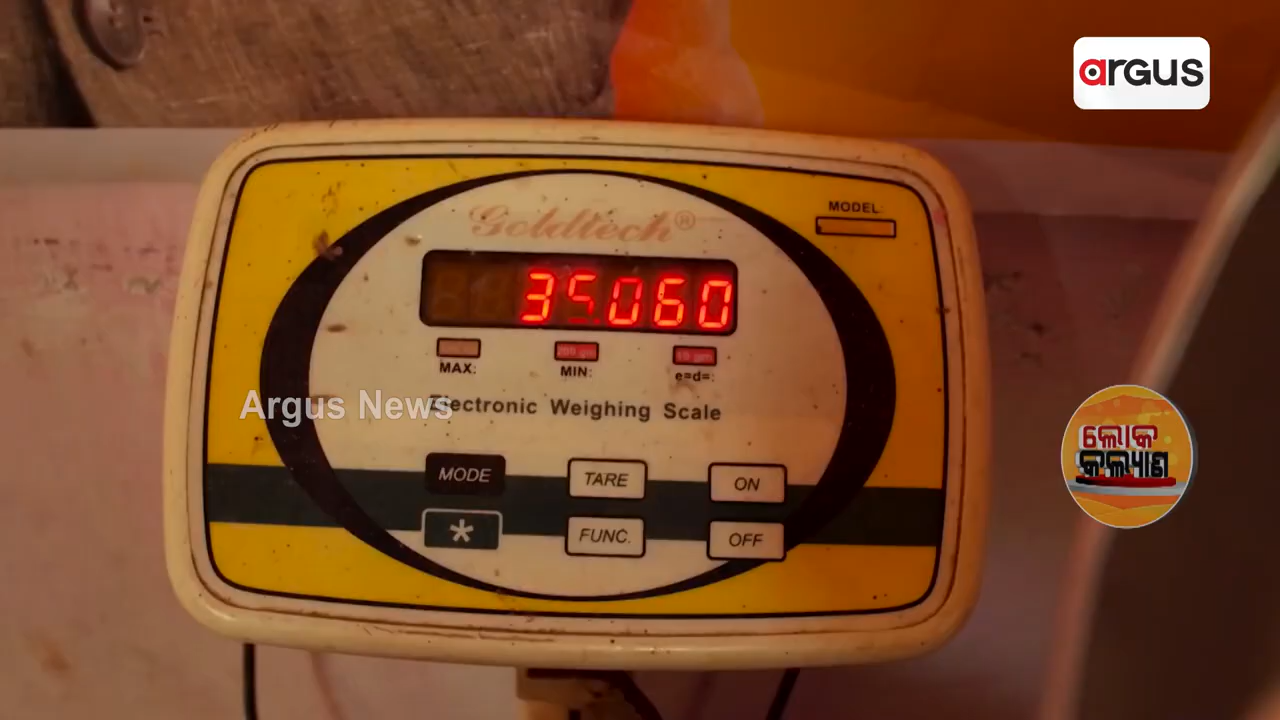 argus
Goldtech®
MODEL:
35060
200 gm
10 gm
MAX:
MIN:
e=d=:
Argus News
Electronic Weighing Scale
ଲୋକ
କଲ୍ୟାଣ
MODE
TARE
ON
*
FUNC.
OFF